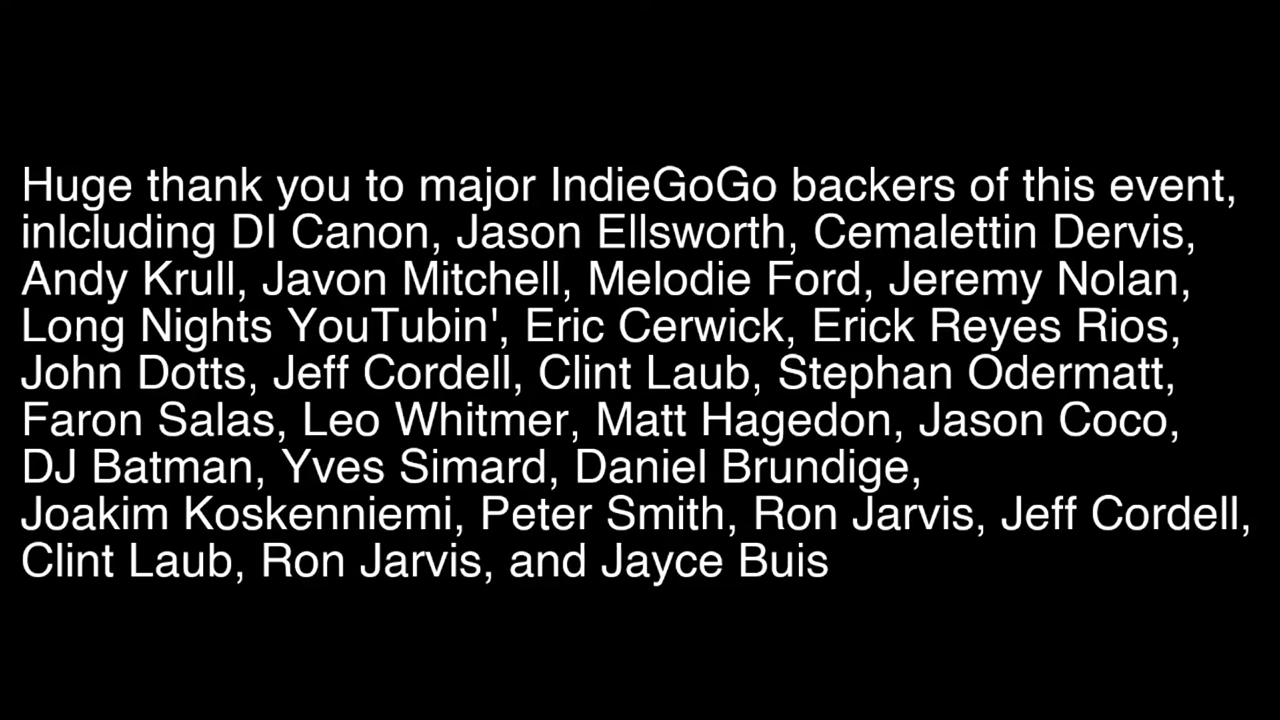 Huge thank you to major IndieGoGo backers of this event,
inlcluding DI Canon, Jason Ellsworth, Cemalettin Dervis,
Andy Krull, Javon Mitchell, Melodie Ford, Jeremy Nolan,
Long Nights YouTubin', Eric Cerwick, Erick Reyes Rios,
John Dotts, Jeff Cordell, Clint Laub, Stephan Odermatt,
Faron Salas, Leo Whitmer, Matt Hagedon, Jason Coco,
DJ Batman, Yves Simard, Daniel Brundige,
Joakim Koskenniemi, Peter Smith, Ron Jarvis, Jeff Cordell,
Clint Laub, Ron Jarvis, and Jayce Buis